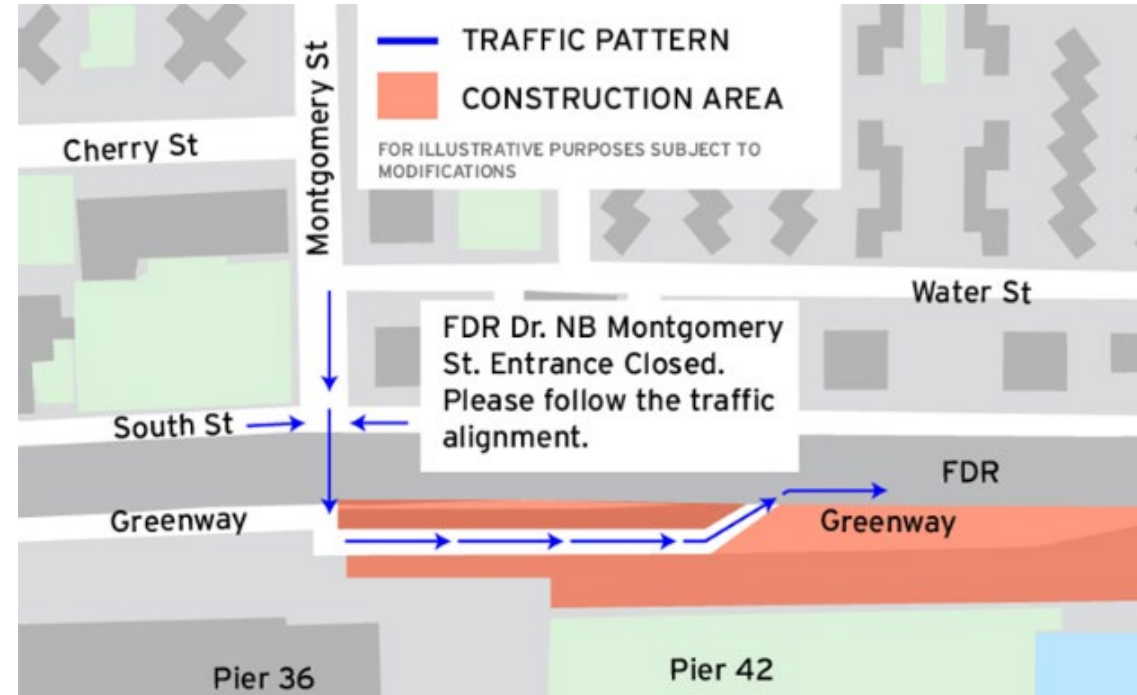 TRAFFIC PATTERN
CONSTRUCTION AREA
FOR ILLUSTRATIVE PURPOSES SUBJECT TO
MODIFICATIONS
Montgomery St
Cherry St
Water St
FDR Dr. NB Montgomery
St. Entrance Closed.
Please follow the traffic
alignment.
South St
FDR
Greenway
Greenway
Pier 36
Pier 42